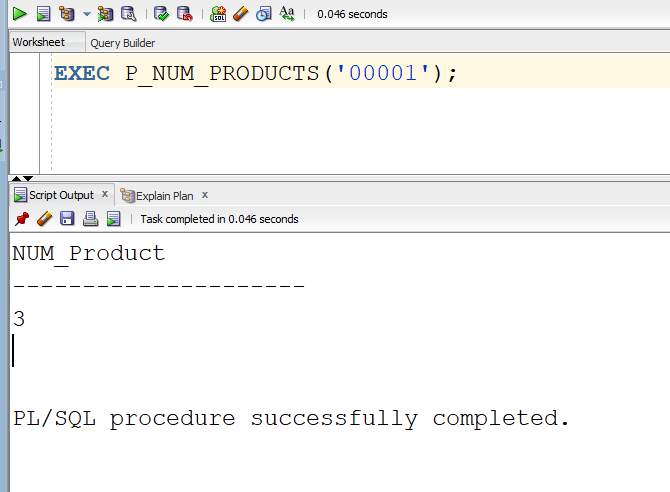 0.046 seconds
Worksheet Query Builder
EXEC P_NUM_PRODUCTS('00001');
Script Output x Explain Plan x
Task completed in 0.046 seconds
NUM_Product
---------------------
3
PL/SQL procedure successfully completed.